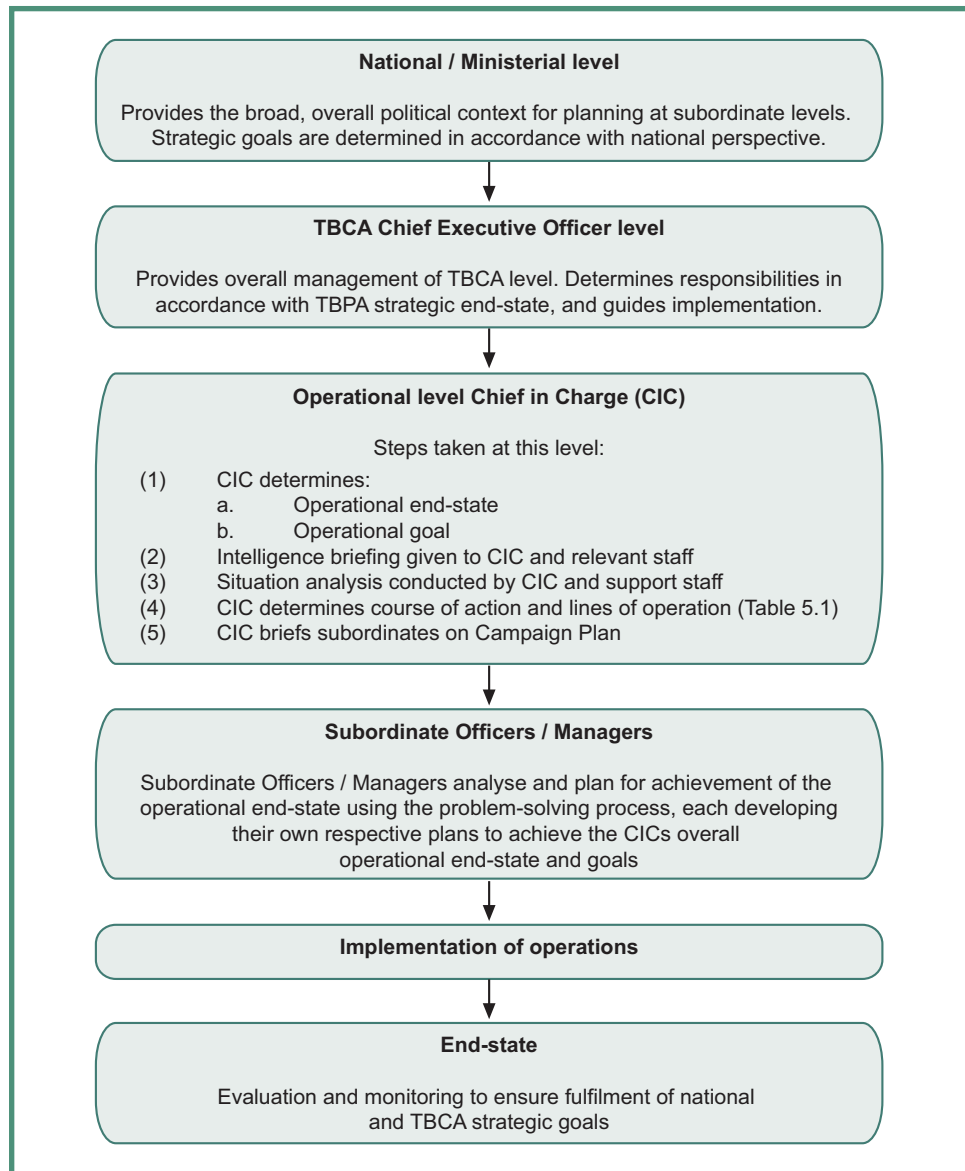 National / Ministerial level
Provides the broad, overall political context for planning at subordinate levels.
Strategic goals are determined in accordance with national perspective.
TBCA Chief Executive Officer level
Provides overall management of TBCA level. Determines responsibilities in
accordance with TBPA strategic end-state, and guides implementation.
Operational level Chief in Charge (CIC)
Steps taken at this level:
(1) CIC determines:
a. Operational end-state
b. Operational goal
(2) Intelligence briefing given to CIC and relevant staff
(3) Situation analysis conducted by CIC and support staff
(4) CIC determines course of action and lines of operation (Table 5.1)
(5) CIC briefs subordinates on Campaign Plan
Subordinate Officers / Managers
Subordinate Officers / Managers analyse and plan for achievement of the
operational end-state using the problem-solving process, each developing
their own respective plans to achieve the CICs overall
operational end-state and goals
Implementation of operations
End-state
Evaluation and monitoring to ensure fulfilment of national
and TBCA strategic goals